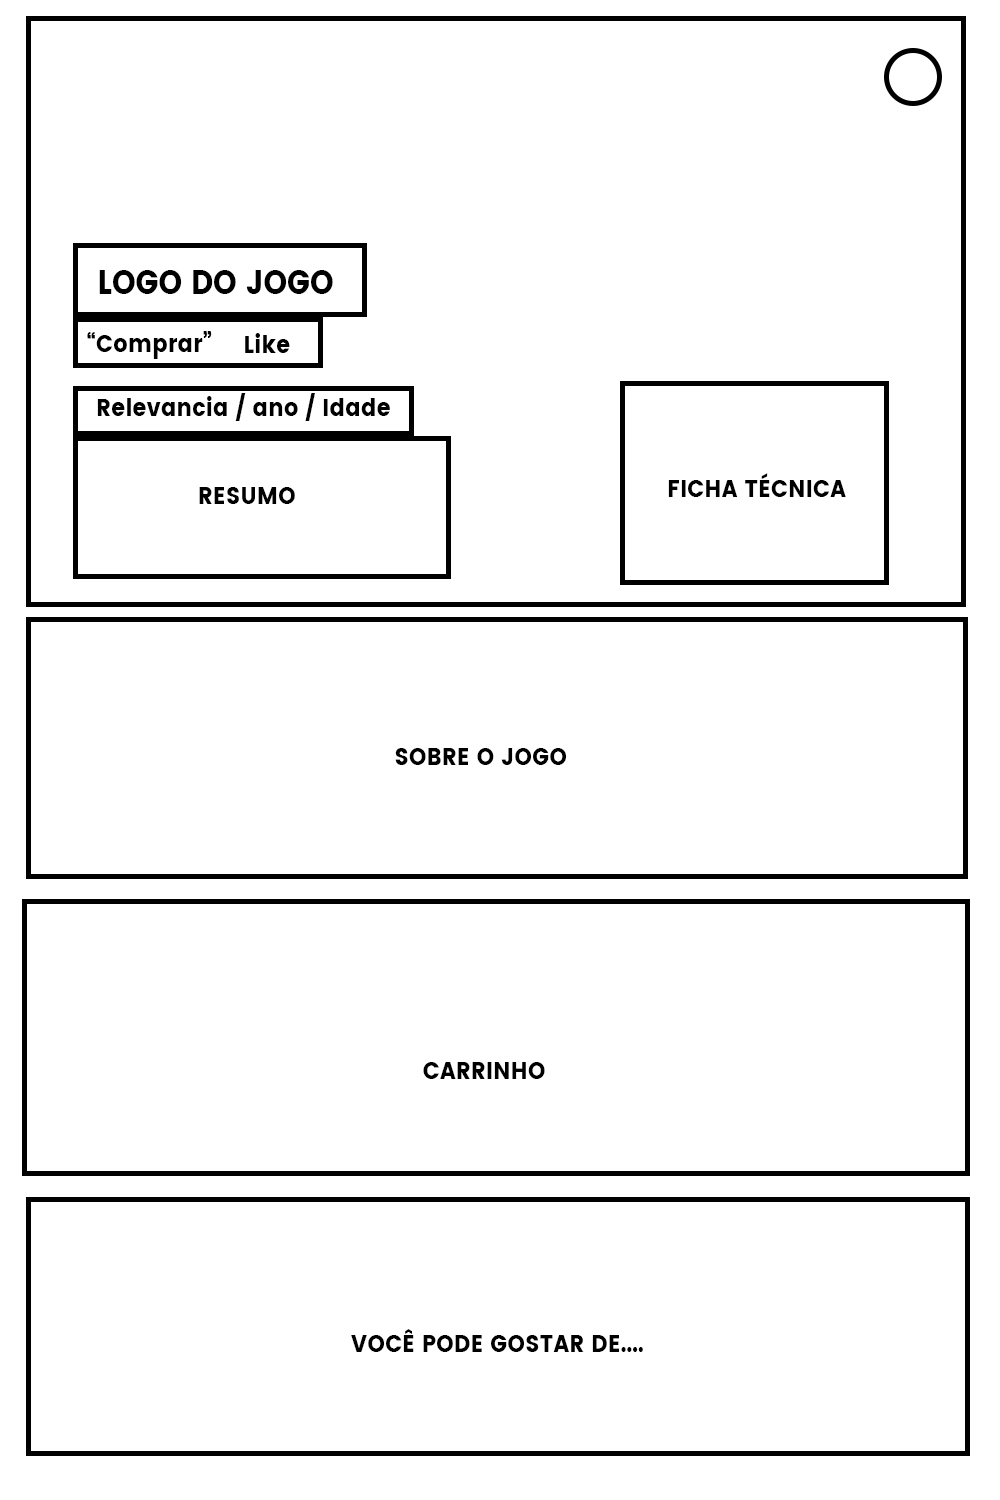 LOGO DO JOGO
“Comprar” Like
Relevancia / ano / Idade
RESUMO
FICHA TÉCNICA
SOBRE O JOGO
CARRINHO
VOCÊ PODE GOSTAR DE....